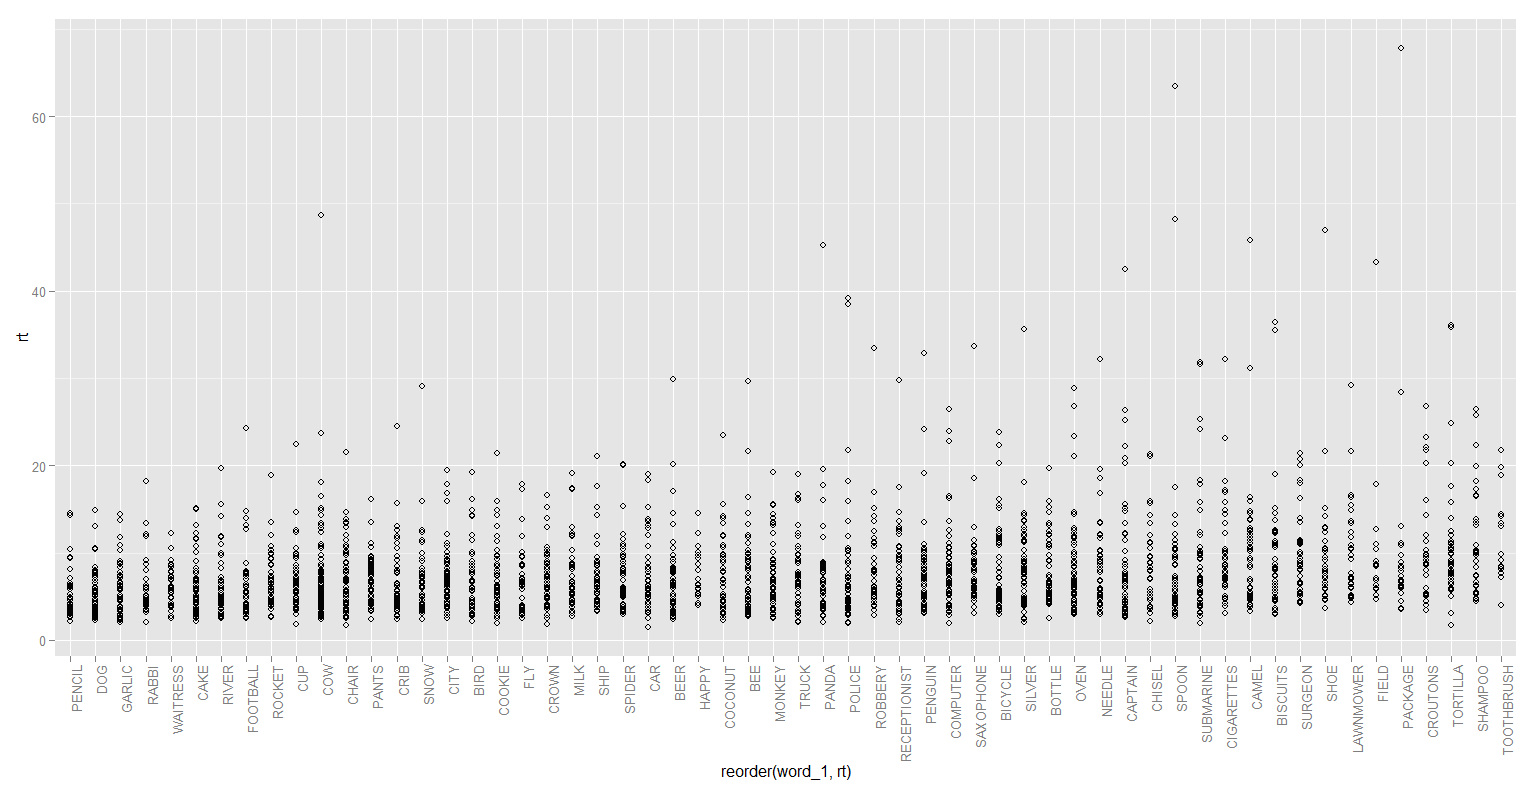 60
40
20
0
rt
PENCIL
DOG
GARLIC
RABBI
WAITRESS
CAKE
RIVER
FOOTBALL
ROCKET
CUP
COW
CHAIR
PANTS
CRIB
SNOW
CITY
BIRD
COOKIE
FLY
CROWN
MILK
SHIP
SPIDER
CAR
BEER
HAPPY
COCONUT
BEE
MONKEY
TRUCK
PANDA
POLICE
ROBBERY
RECEPTIONIST
PENGUIN
COMPUTER
SAXOPHONE
BICYCLE
SILVER
BOTTLE
OVEN
NEEDLE
CAPTAIN
CHISEL
SPOON
SUBMARINE
CIGARETTES
CAMEL
BISCUITS
SURGEON
SHOE
LAWNMOWER
FIELD
PACKAGE
CROUTONS
TORTILLA
SHAMPOO
TOOTHBRUSH
reorder(word_1, rt)